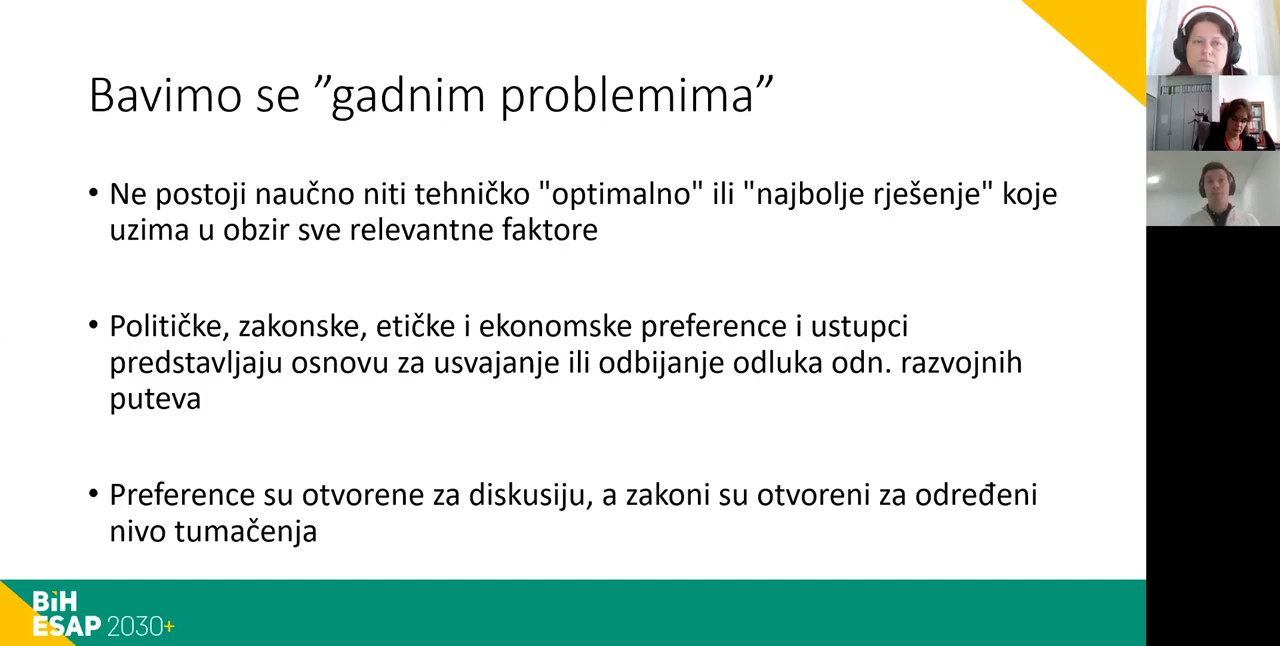 Bavimo se ”gadnim problemima”
• Ne postoji naučno niti tehničko "optimalno" ili "najbolje rješenje" koje
uzima u obzir sve relevantne faktore
• Političke, zakonske, etičke i ekonomske preference i ustupci
predstavljaju osnovu za usvajanje ili odbijanje odluka odn. razvojnih
puteva
• Preference su otvorene za diskusiju, a zakoni su otvoreni za određeni
nivo tumačenja
BiH
ESAP 2030+